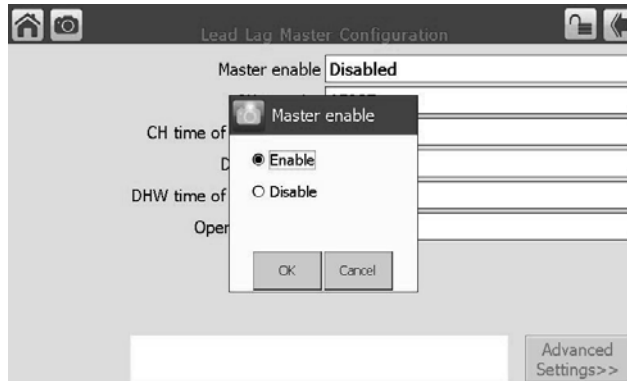 Lead Lag Master Configuration
Master enable Disabled
Master enable
CH time of
Enable
D
Disable
DHW time of
Oper
OK Cancel
Advanced
Settings>>